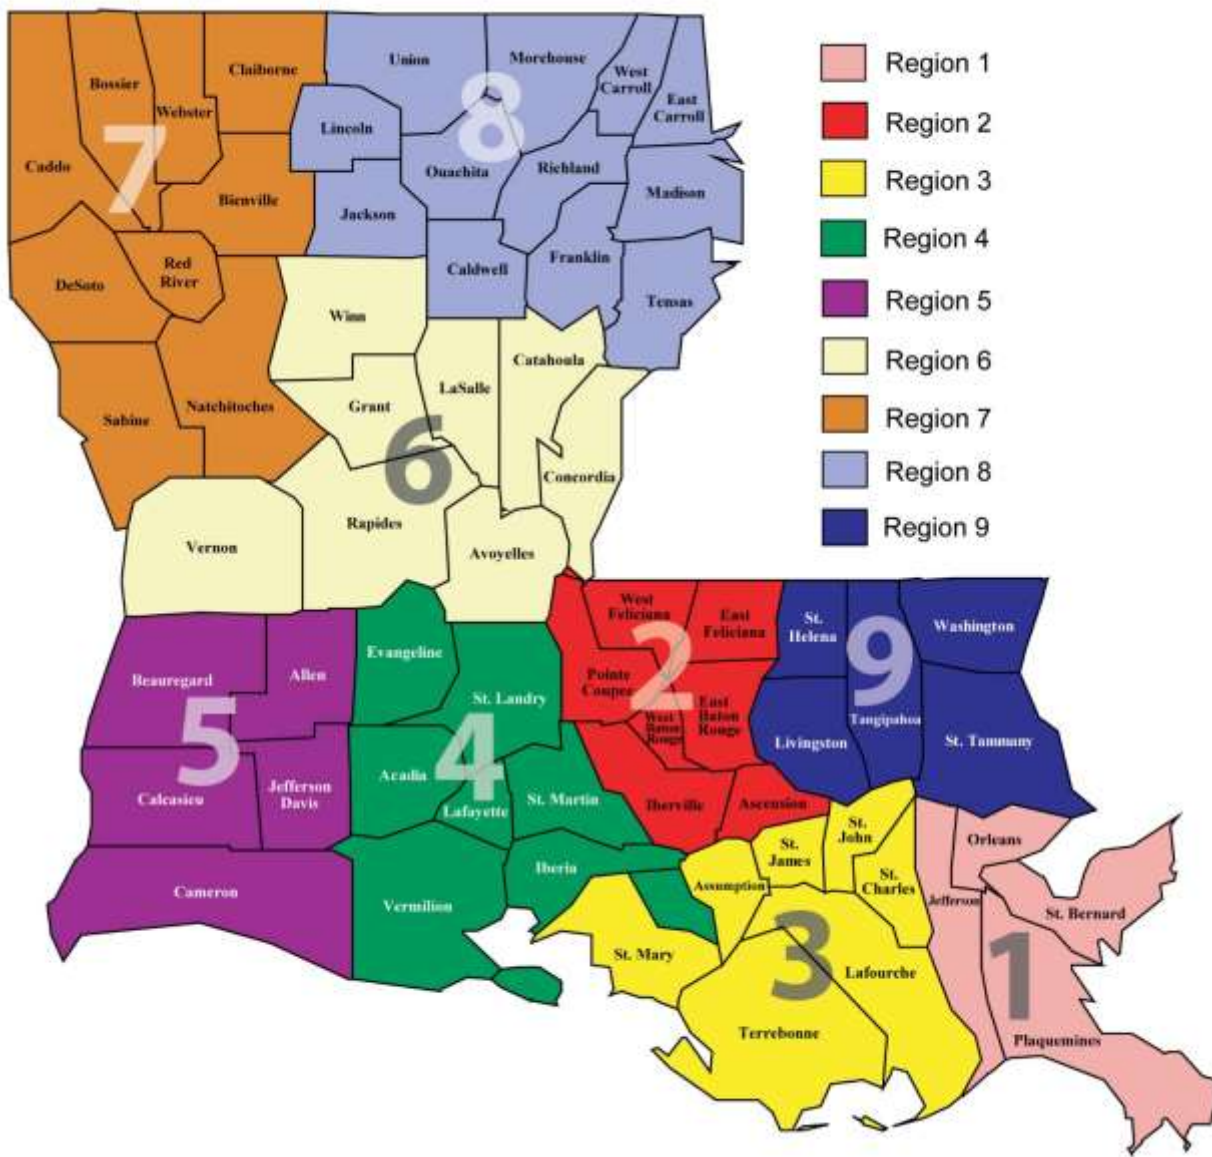 Union
Morehouse
West
Carroll
East
Carroll
Claiborne
Bossier
Webster
7
8
Lincoln
Caddo
Ouachita
Richland
Madison
Bienville
Jackson
Red
River
DeSoto
Caldwell
Franklin
Tensas
Winn
Catahoula
LaSalle
Grant
Natchitoches
Sabine
6
Concordia
Rapides
Vernon
Avoyelles
Region 1
Region 2
Region 3
Region 4
Region 5
Region 6
Region 7
Region 8
Region 9
West
Feliciana
East
Feliciana
St.
Helena
9
Washington
2
Pointe
Coupee
West
Baton
Rouge
East
Baton
Rouge
Tangipahoa
Livingston
St. Tammany
Evangeline
Allen
Beauregard
St. Landry
5
4
Acadia
Calcasieu
Jefferson
Davis
Lafayette
St. Martin
Iberville
Ascension
St.
John
St.
James
Orleans
Iberia
Cameron
Vermilion
Assumption
St.
Charles
Jefferson
St. Bernard
St. Mary
3
Lafourche
1
Terrebonne
Plaquemines